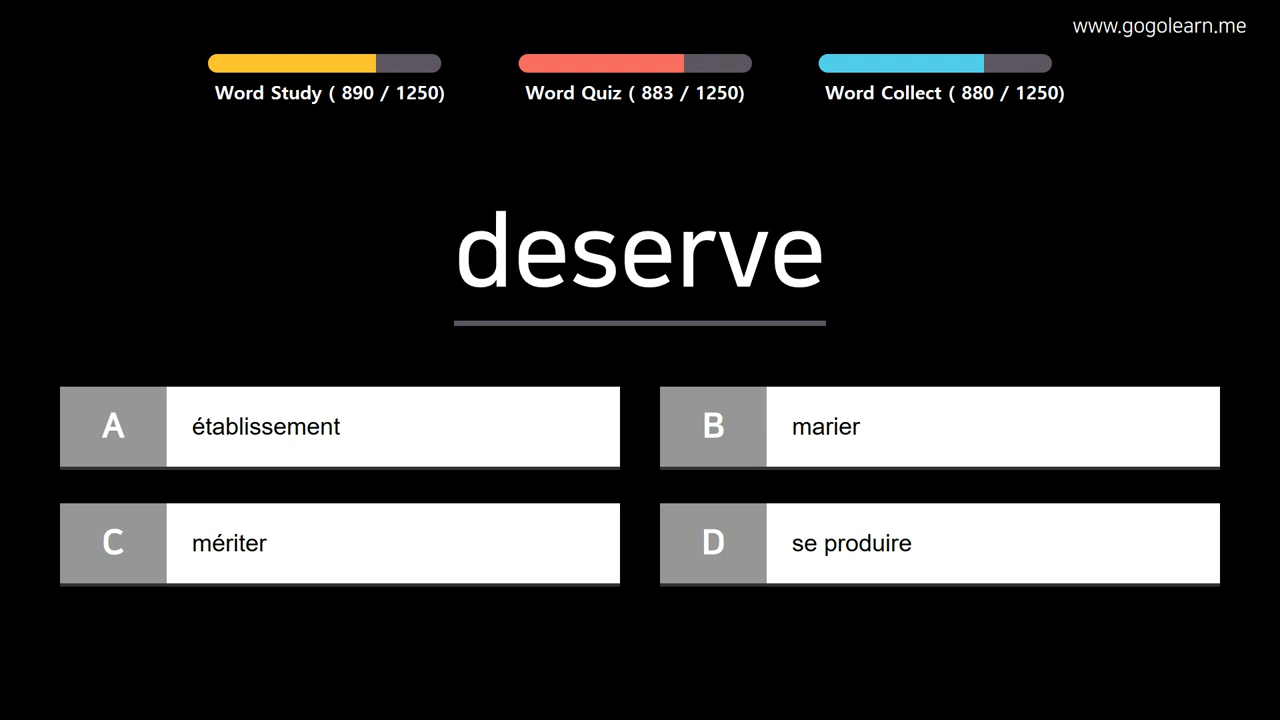 www.gogolearn.me
Word Study ( 890 / 1250)
Word Quiz ( 883 / 1250)
Word Collect ( 880 / 1250)
deserve
A établissement
B marier
C mériter
D se produire